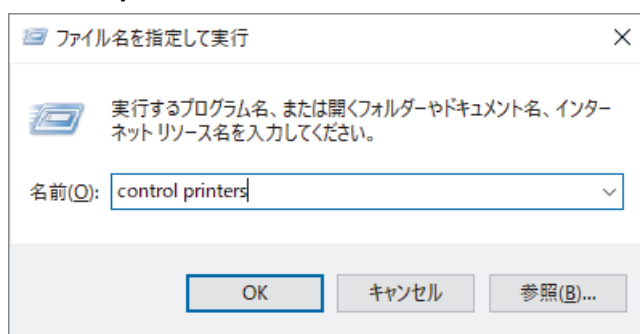 ファイル名を指定して実行
実行するプログラム名、または開くフォルダーやドキュメント名、インター
ネット リソース名を入力してください。
名前(O): control printers
OK キャンセル 参照(B)...